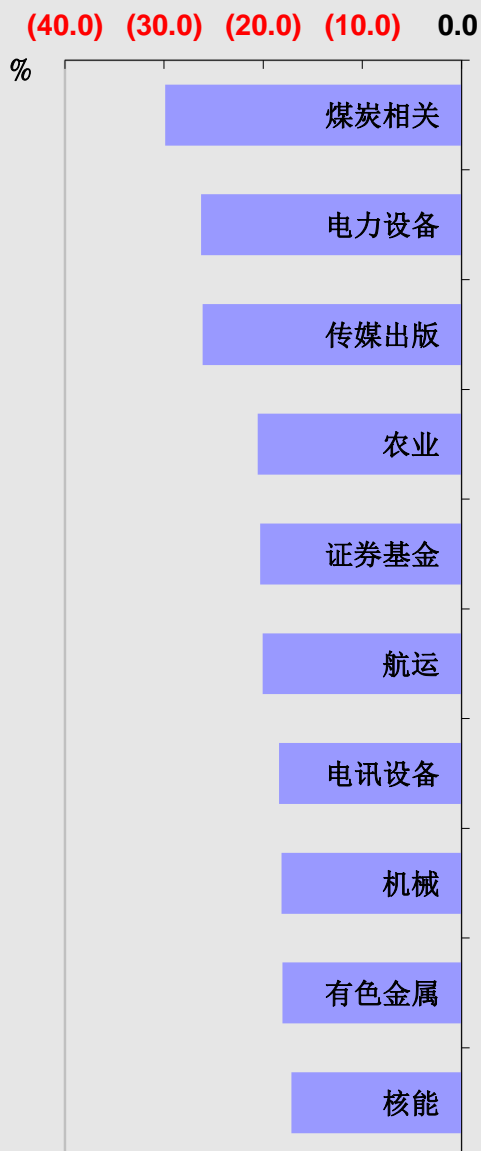 (40.0) (30.0) (20.0) (10.0) 0.0
%
煤炭相关
电力设备
传媒出版
农业
证券基金
航运
电讯设备
机械
有色金属
核能